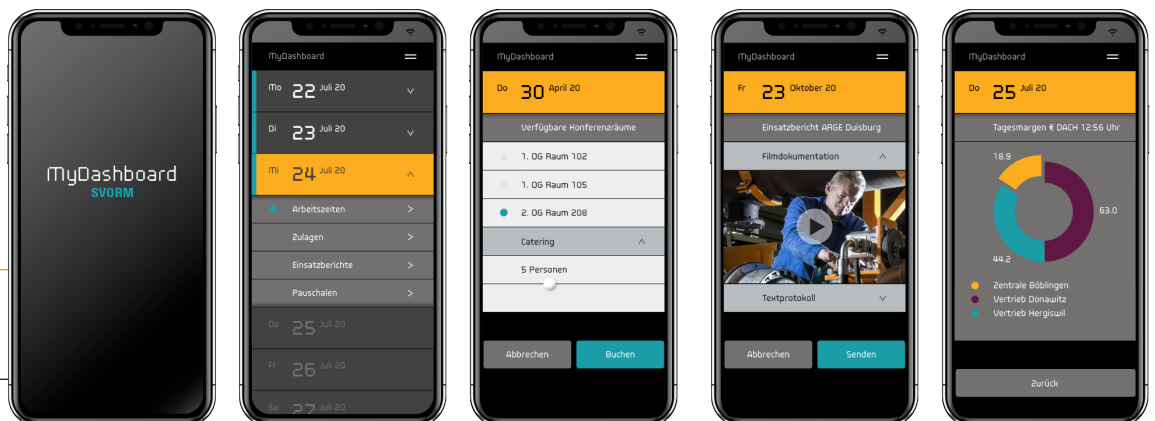 MyDashboard
SVORM
MyDashboard
Mo 22 Juli 20
Di 23 Juli 20
Mi 24 Juli 20
Arbeitszeiten
Zulagen
Einsatzberichte
Pauschalen
Do 25 Juli 20
Fr 26 Juli 20
Sa 27 Juli 20
MyDashboard
Do 30 April 20
Verfügbare Konferenzräume
1. OG Raum 102
1. OG Raum 105
2. OG Raum 208
Catering
5 Personen
Abbrechen Buchen
MyDashboard
Fr 23 Oktober 20
Einsatzbericht ARGE Duisburg
Filmdokumentation
Textprotokoll
Abbrechen Senden
MyDashboard
Do 25 Juli 20
Tagesmargen € DACH 12:56 Uhr
18.9
63.0
44.2
Zentrale Böblingen
Vertrieb Donawitz
Vertrieb Hergiswil
Zurück